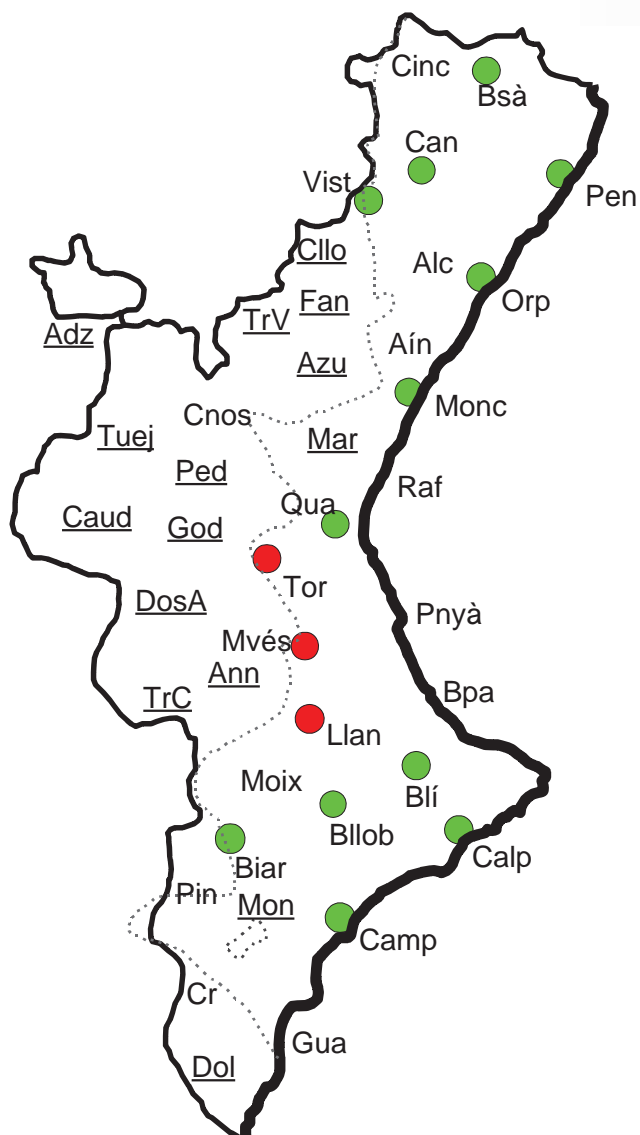 Cinc
Bsà
Can
Vist
Pen
Cllo
Alc
Fan
Orp
TrV
Adz
Aín
Azu
Monc
Cnos
Tuej
Mar
Ped
Raf
Qua
Caud
God
Tor
DosA
Pnyà
Mvés
Ann
Bpa
TrC
Llan
Moix
Blí
Bllob
Calp
Biar
Pin
Mon
Camp
Cr
Gua
Dol